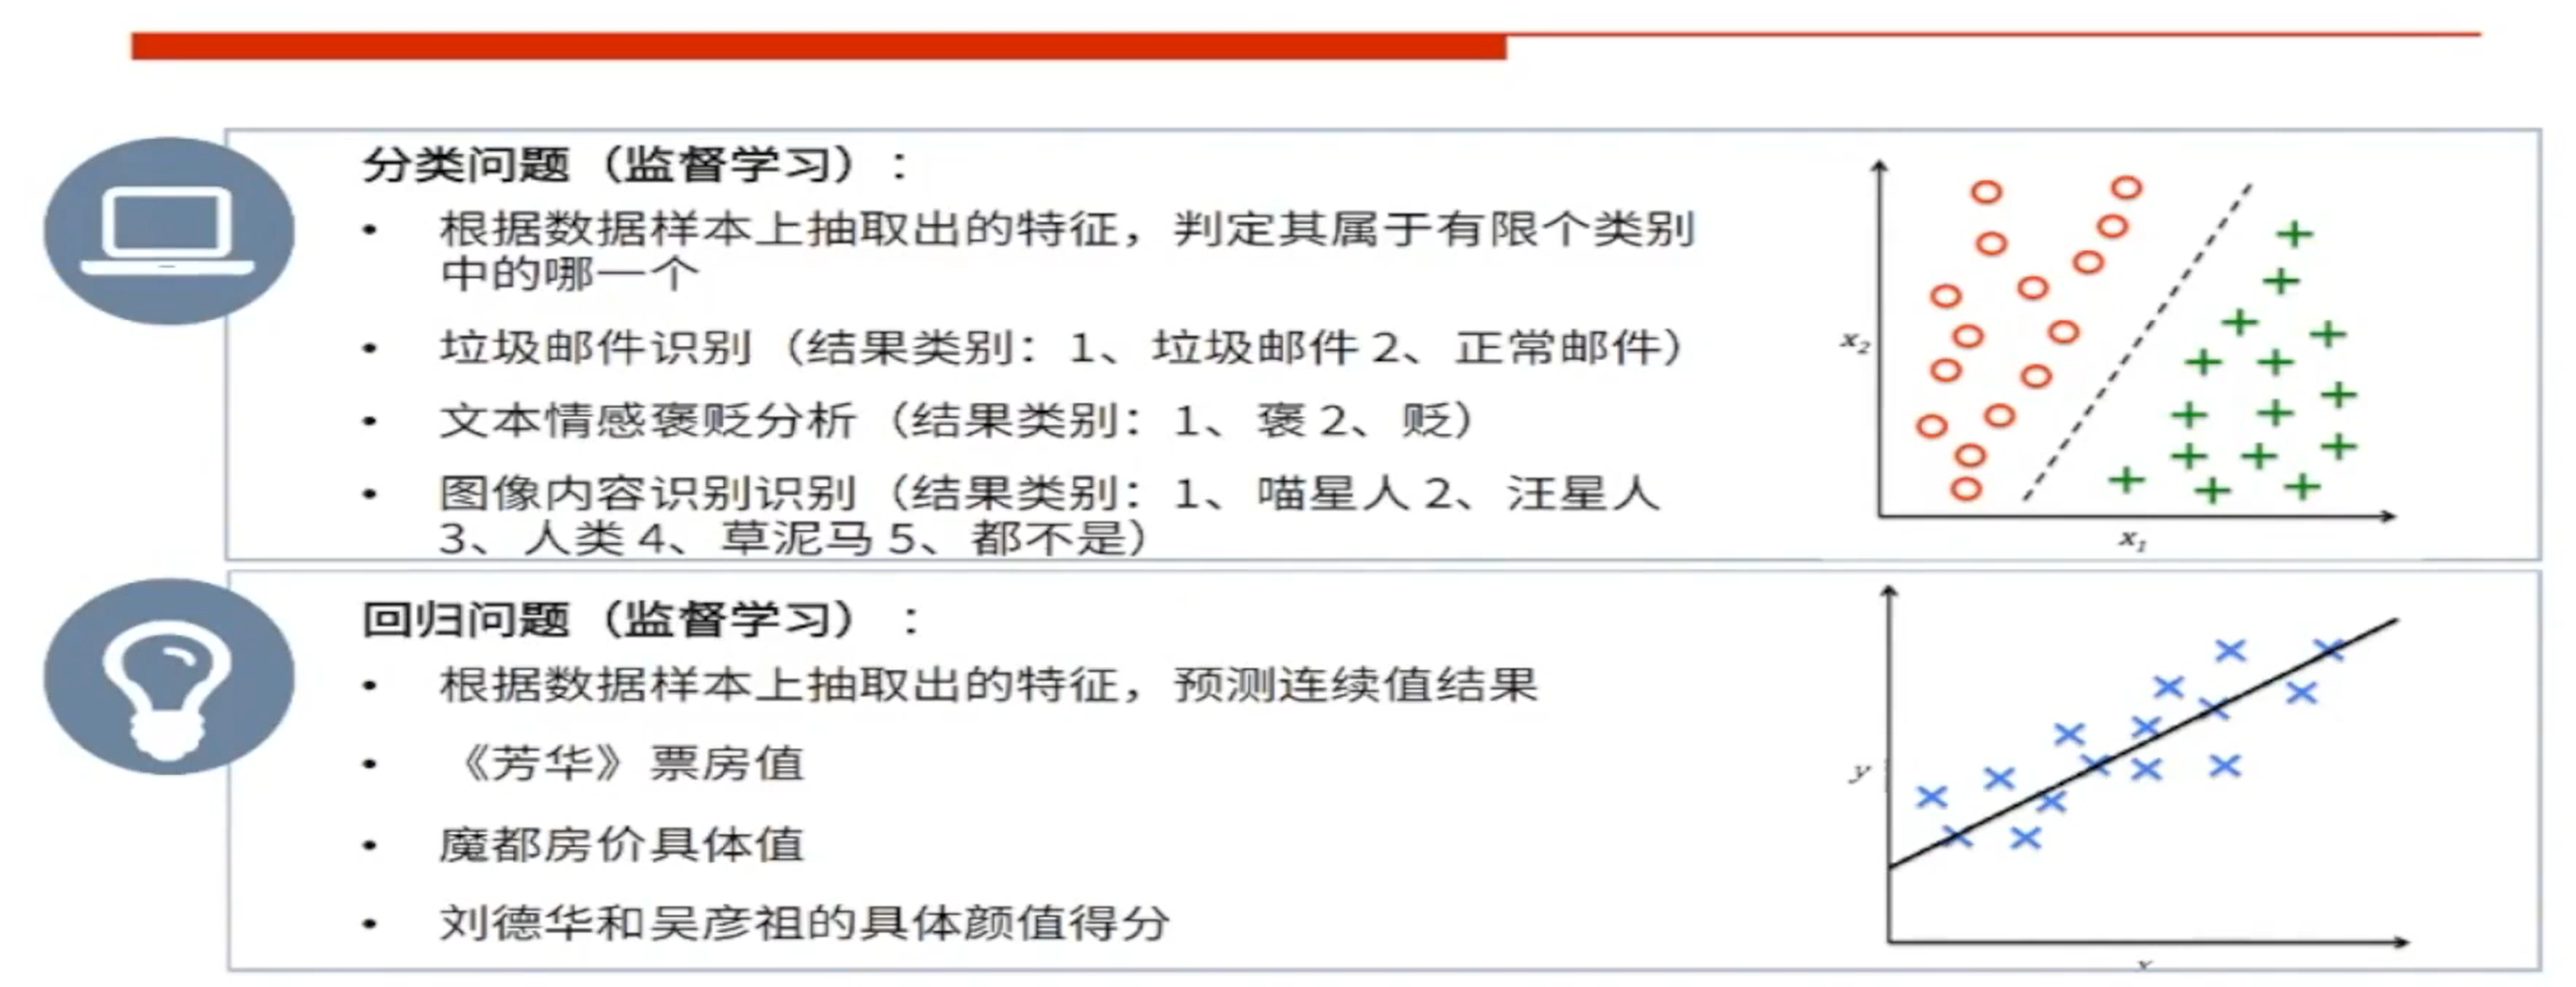 分类问题（监督学习）：
• 根据数据样本上抽取出的特征，判定其属于有限个类别
中的哪一个
• 垃圾邮件识别（结果类别：1、垃圾邮件 2、正常邮件）
• 文本情感褒贬分析（结果类别：1、褒 2、贬）
• 图像内容识别识别（结果类别：1、喵星人 2、汪星人
3、人类 4、草泥马 5、都不是）
x₂
x₁
回归问题（监督学习）：
• 根据数据样本上抽取出的特征，预测连续值结果
• 《芳华》票房值
• 魔都房价具体值
• 刘德华和吴彦祖的具体颜值得分
y
x